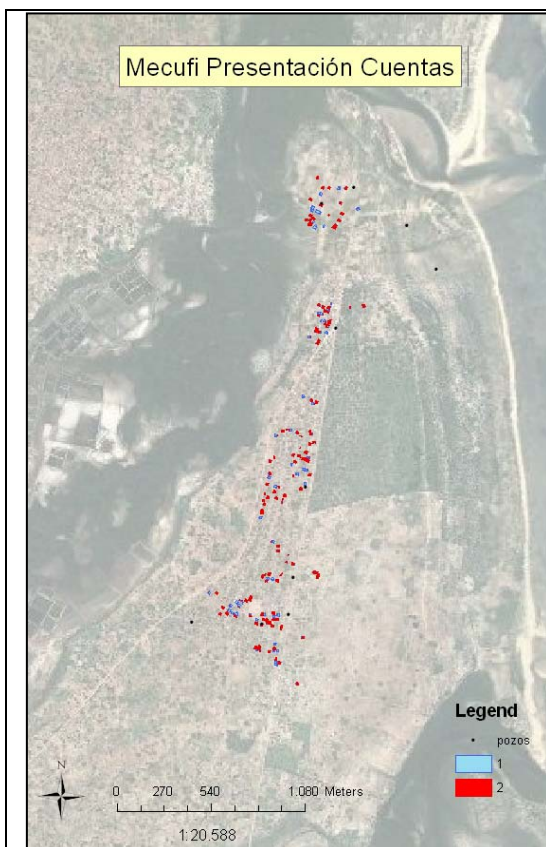 Mecufi Presentación Cuentas
Legend
pozos
1
2
N
0 270 540 1.080 Meters
1:20.588